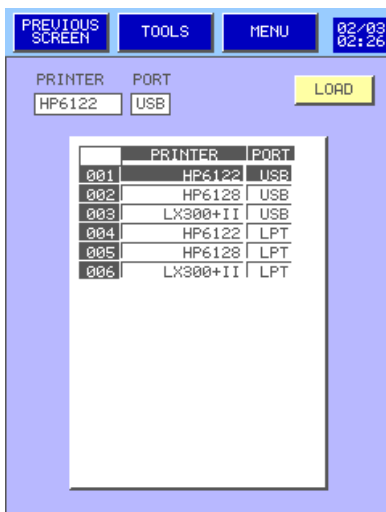 PREVIOUS SCREEN TOOLS MENU 02/03 02:26
PRINTER PORT
HP6122 USB LOAD
PRINTER PORT
001 HP6122 USB
002 HP6128 USB
003 LX300+II USB
004 HP6122 LPT
005 HP6128 LPT
006 LX300+II LPT